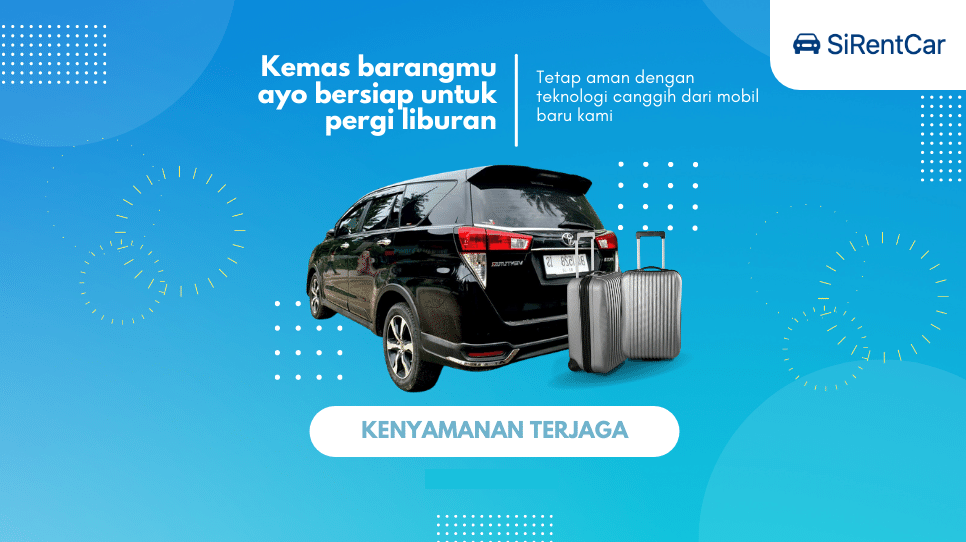 SiRentCar
Kemas barangmu
ayo bersiap untuk
pergi liburan
Tetap aman dengan
teknologi canggih dari mobil
baru kami
KENYAMANAN TERJAGA